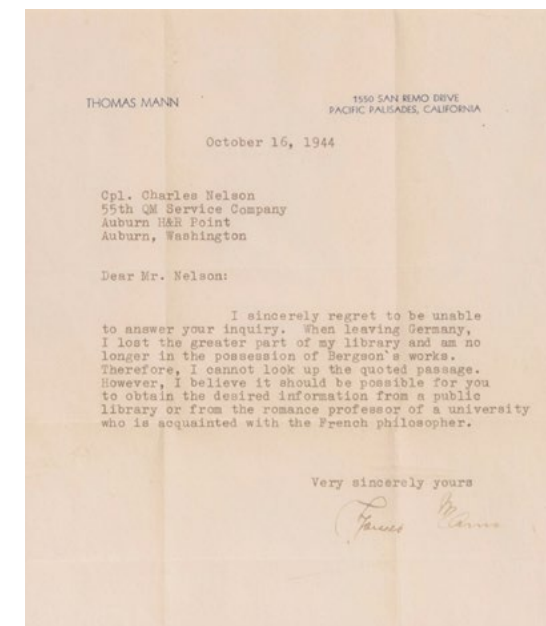 THOMAS MANN
1550 SAN REMO DRIVE
PACIFIC PALISADES, CALIFORNIA
October 16, 1944
Cpl. Charles Nelson
55th QM Service Company
Auburn H&R Point
Auburn, Washington
Dear Mr. Nelson:
I sincerely regret to be unable
to answer your inquiry. When leaving Germany,
I lost the greater part of my library and am no
longer in the possession of Bergson's works.
Therefore, I cannot look up the quoted passage.
However, I believe it should be possible for you
to obtain the desired information from a public
library or from the romance professor of a university
who is acquainted with the French philosopher.
Very sincerely yours
Thomas Mann